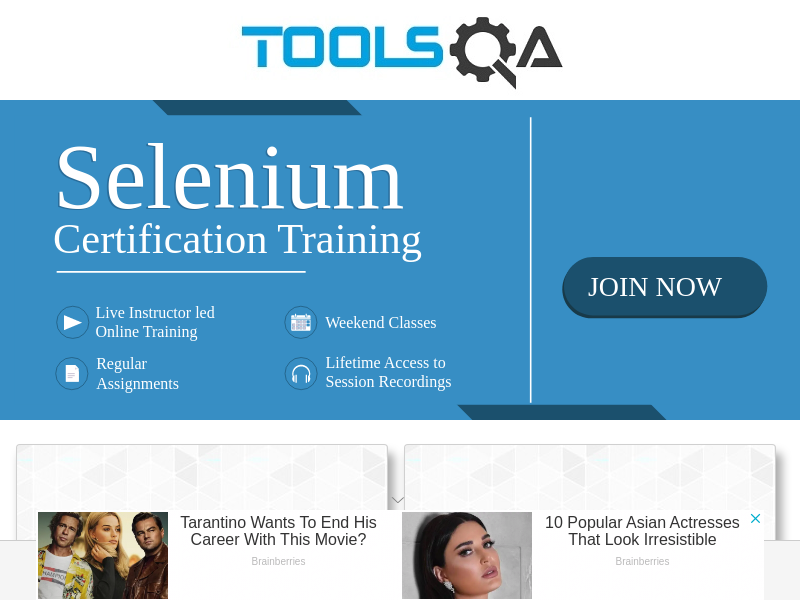 TOOLSQA
Selenium
Certification Training
JOIN NOW
Live Instructor led
Online Training
Weekend Classes
Regular
Assignments
Lifetime Access to
Session Recordings
Tarantino Wants To End His
Career With This Movie?
Brainberries
10 Popular Asian Actresses
That Look Irresistible
Brainberries